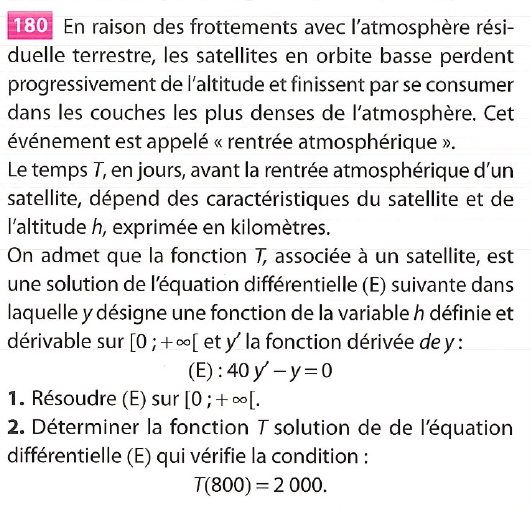 180 En raison des frottements avec l'atmosphère rési-
duelle terrestre, les satellites en orbite basse perdent
progressivement de l'altitude et finissent par se consumer
dans les couches les plus denses de l'atmosphère. Cet
événement est appelé « rentrée atmosphérique ».
Le temps T, en jours, avant la rentrée atmosphérique d'un
satellite, dépend des caractéristiques du satellite et de
l'altitude h, exprimée en kilomètres.
On admet que la fonction T, associée à un satellite, est
une solution de l'équation différentielle (E) suivante dans
laquelle y désigne une fonction de la variable h définie et
dérivable sur [0 ; +∞[ et y' la fonction dérivée de y :
(E) : 40 y' – y = 0
1. Résoudre (E) sur [0 ; + ∞[.
2. Déterminer la fonction T solution de de l'équation
différentielle (E) qui vérifie la condition :
T(800) = 2 000.